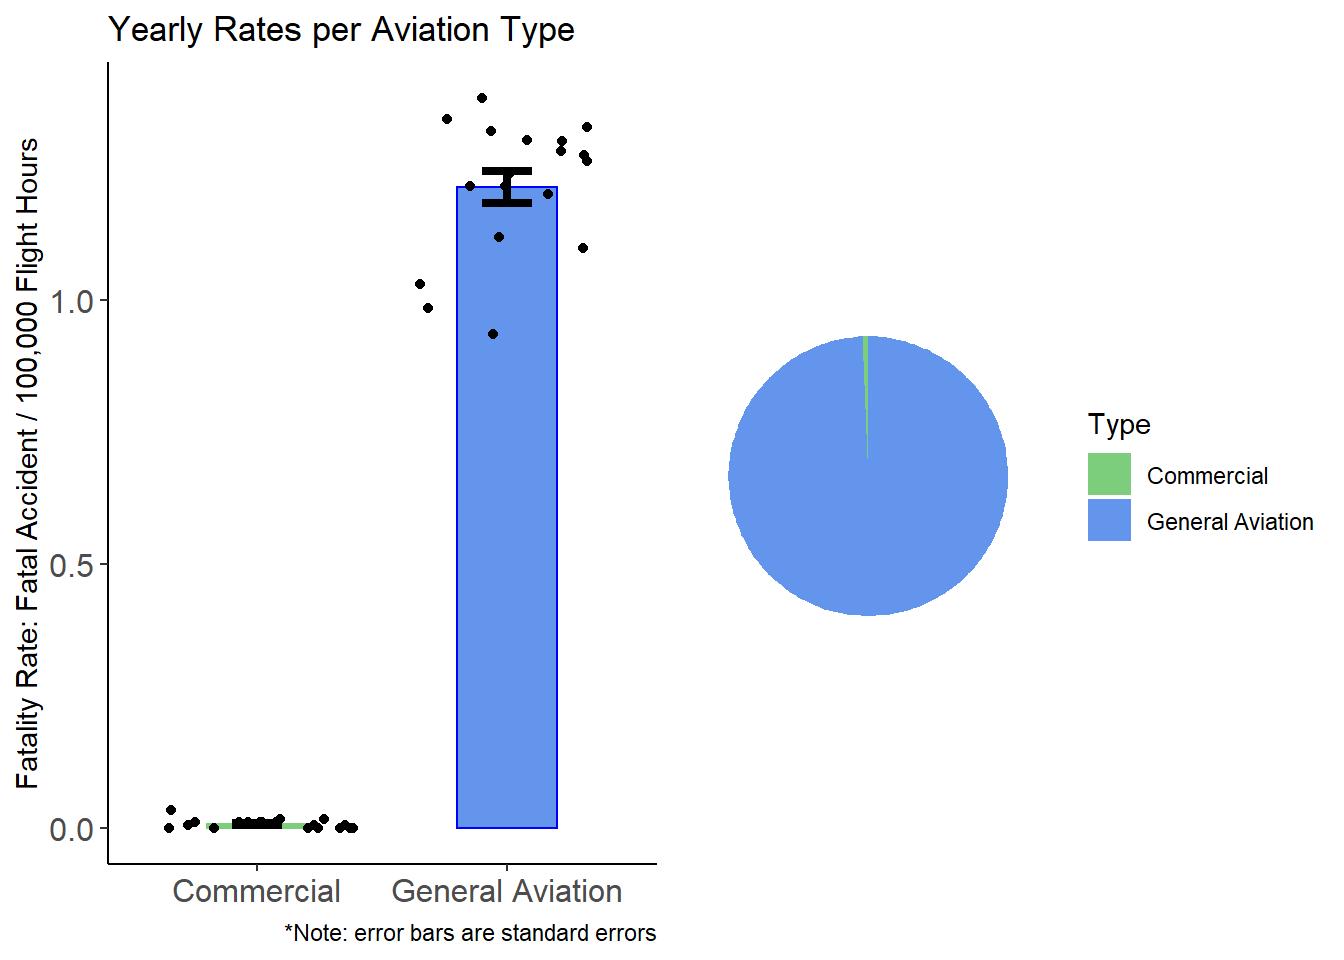 Yearly Rates per Aviation Type
Fatality Rate: Fatal Accident / 100,000 Flight Hours
1.0
0.5
0.0
Commercial
General Aviation
*Note: error bars are standard errors
Type
Commercial
General Aviation